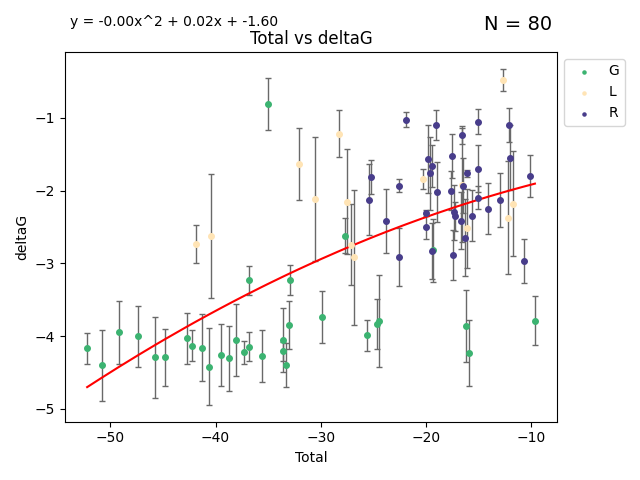 y = -0.00x^2 + 0.02x + -1.60
N = 80
Total vs deltaG
G
L
R
deltaG
−1
−2
−3
−4
−5
−50
−40
−30
−20
−10
Total